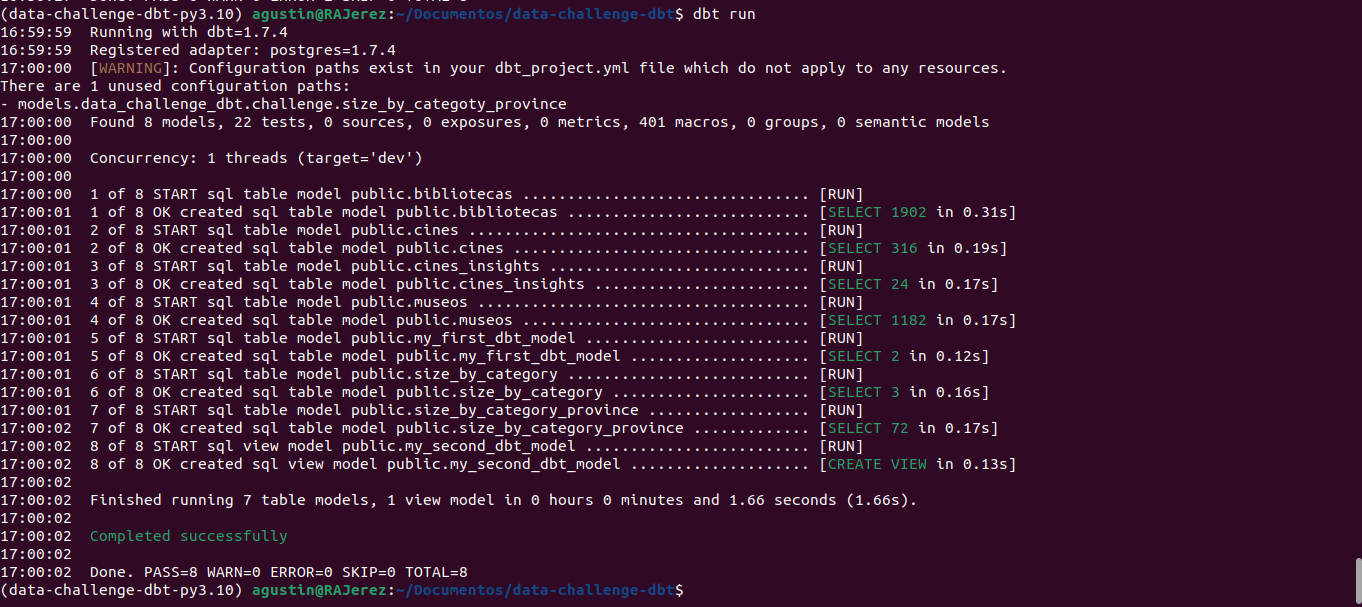 (data-challenge-dbt-py3.10) agustin@RAJerez:~/Documentos/data-challenge-dbt$ dbt run
16:59:59  Running with dbt=1.7.4
16:59:59  Registered adapter: postgres=1.7.4
17:00:00  [WARNING]: Configuration paths exist in your dbt_project.yml file which do not apply to any resources.
There are 1 unused configuration paths:
- models.data_challenge_dbt.challenge.size_by_categoty_province
17:00:00  Found 8 models, 22 tests, 0 sources, 0 exposures, 0 metrics, 401 macros, 0 groups, 0 semantic models
17:00:00
17:00:00  Concurrency: 1 threads (target='dev')
17:00:00
17:00:00  1 of 8 START sql table model public.bibliotecas ................................ [RUN]
17:00:01  1 of 8 OK created sql table model public.bibliotecas ........................... [SELECT 1902 in 0.31s]
17:00:01  2 of 8 START sql table model public.cines ...................................... [RUN]
17:00:01  2 of 8 OK created sql table model public.cines ................................. [SELECT 316 in 0.19s]
17:00:01  3 of 8 START sql table model public.cines_insights ............................. [RUN]
17:00:01  3 of 8 OK created sql table model public.cines_insights ........................ [SELECT 24 in 0.17s]
17:00:01  4 of 8 START sql table model public.museos ..................................... [RUN]
17:00:01  4 of 8 OK created sql table model public.museos ................................ [SELECT 1182 in 0.17s]
17:00:01  5 of 8 START sql table model public.my_first_dbt_model ......................... [RUN]
17:00:01  5 of 8 OK created sql table model public.my_first_dbt_model .................... [SELECT 2 in 0.12s]
17:00:01  6 of 8 START sql table model public.size_by_category ........................... [RUN]
17:00:01  6 of 8 OK created sql table model public.size_by_category ...................... [SELECT 3 in 0.16s]
17:00:01  7 of 8 START sql table model public.size_by_category_province .................. [RUN]
17:00:02  7 of 8 OK created sql table model public.size_by_category_province ............. [SELECT 72 in 0.17s]
17:00:02  8 of 8 START sql view model public.my_second_dbt_model ......................... [RUN]
17:00:02  8 of 8 OK created sql view model public.my_second_dbt_model .................... [CREATE VIEW in 0.13s]
17:00:02
17:00:02  Finished running 7 table models, 1 view model in 0 hours 0 minutes and 1.66 seconds (1.66s).
17:00:02
17:00:02  Completed successfully
17:00:02
17:00:02  Done. PASS=8 WARN=0 ERROR=0 SKIP=0 TOTAL=8
(data-challenge-dbt-py3.10) agustin@RAJerez:~/Documentos/data-challenge-dbt$